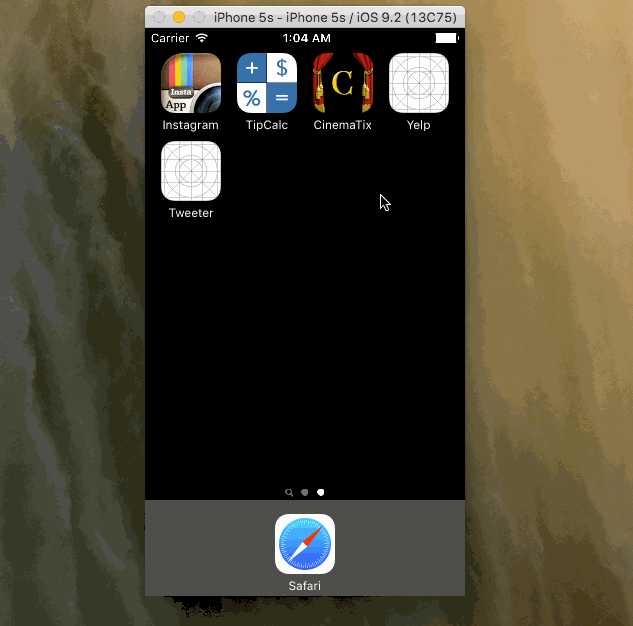 iPhone 5s - iPhone 5s / iOS 9.2 (13C75)
Carrier 1:04 AM
+ $
% =
Insta
App
C
Instagram TipCalc CinemaTix Yelp
Tweeter
Safari